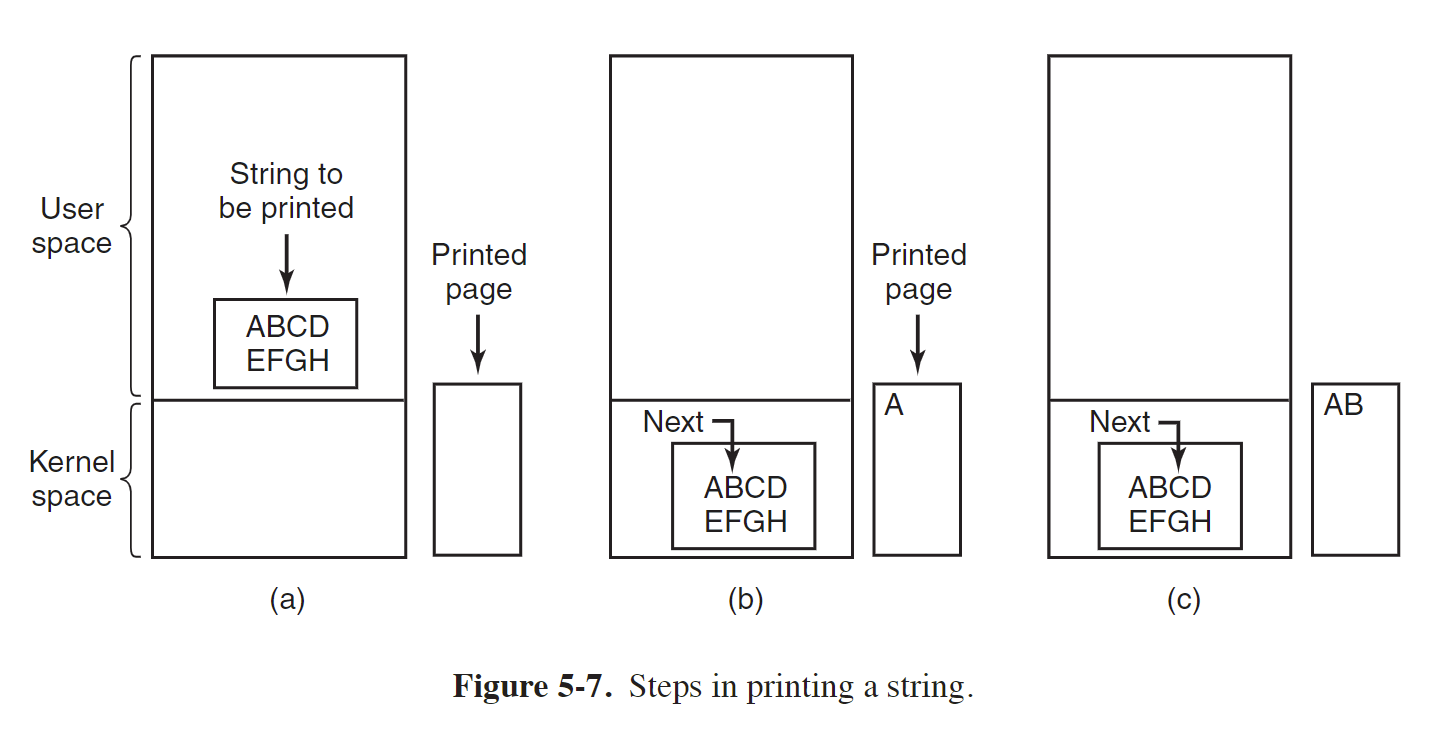 User
space
Kernel
space
String to
be printed
ABCD
EFGH
Printed
page
(a)
Next
ABCD
EFGH
Printed
page
A
(b)
Next
ABCD
EFGH
AB
(c)
Figure 5-7. Steps in printing a string.